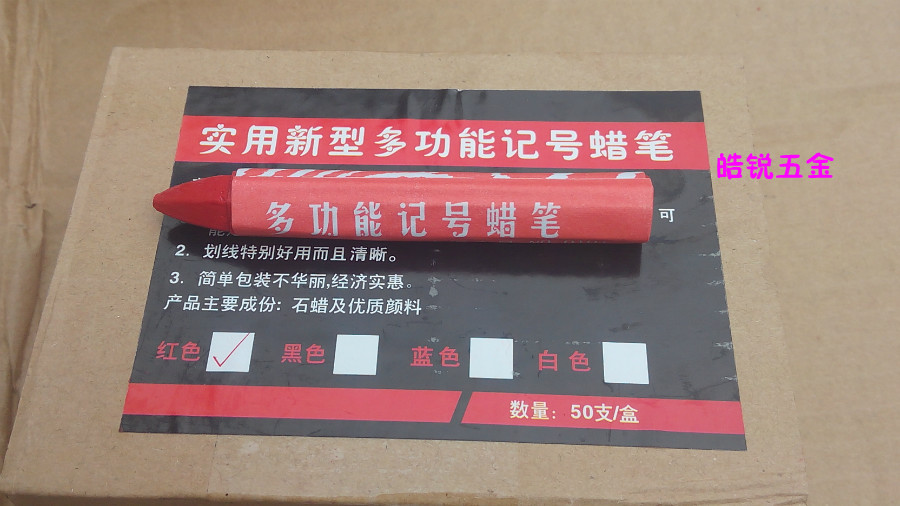 实用新型多功能记号蜡笔
皓锐五金
多功能记号蜡笔
可
2. 划线特别好用而且清晰。
3. 简单包装不华丽,经济实惠。
产品主要成份: 石蜡及优质颜料
红色 黑色 蓝色 白色
数量: 50支/盒